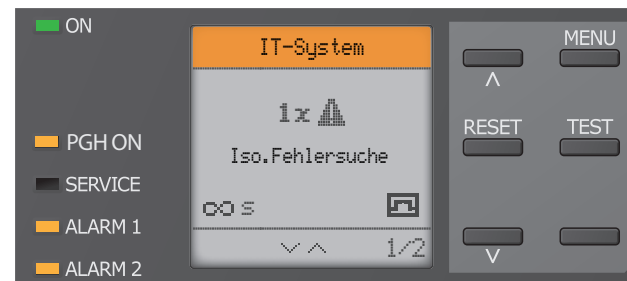 ON
PGH ON
SERVICE
ALARM 1
ALARM 2
IT-System
1x
Iso.Fehlersuche
∞ s
1/2
MENU
RESET
TEST